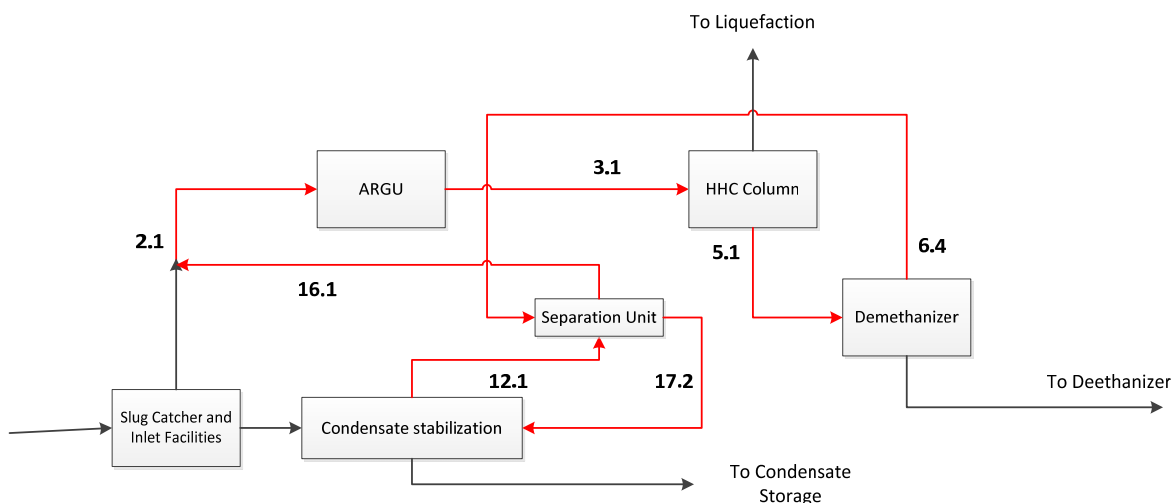 To Liquefaction
3.1
ARGU
HHC Column
2.1
5.1
6.4
16.1
Separation Unit
Demethanizer
12.1
17.2
To Deethanizer
Slug Catcher and
Inlet Facilities
Condensate stabilization
To Condensate
Storage